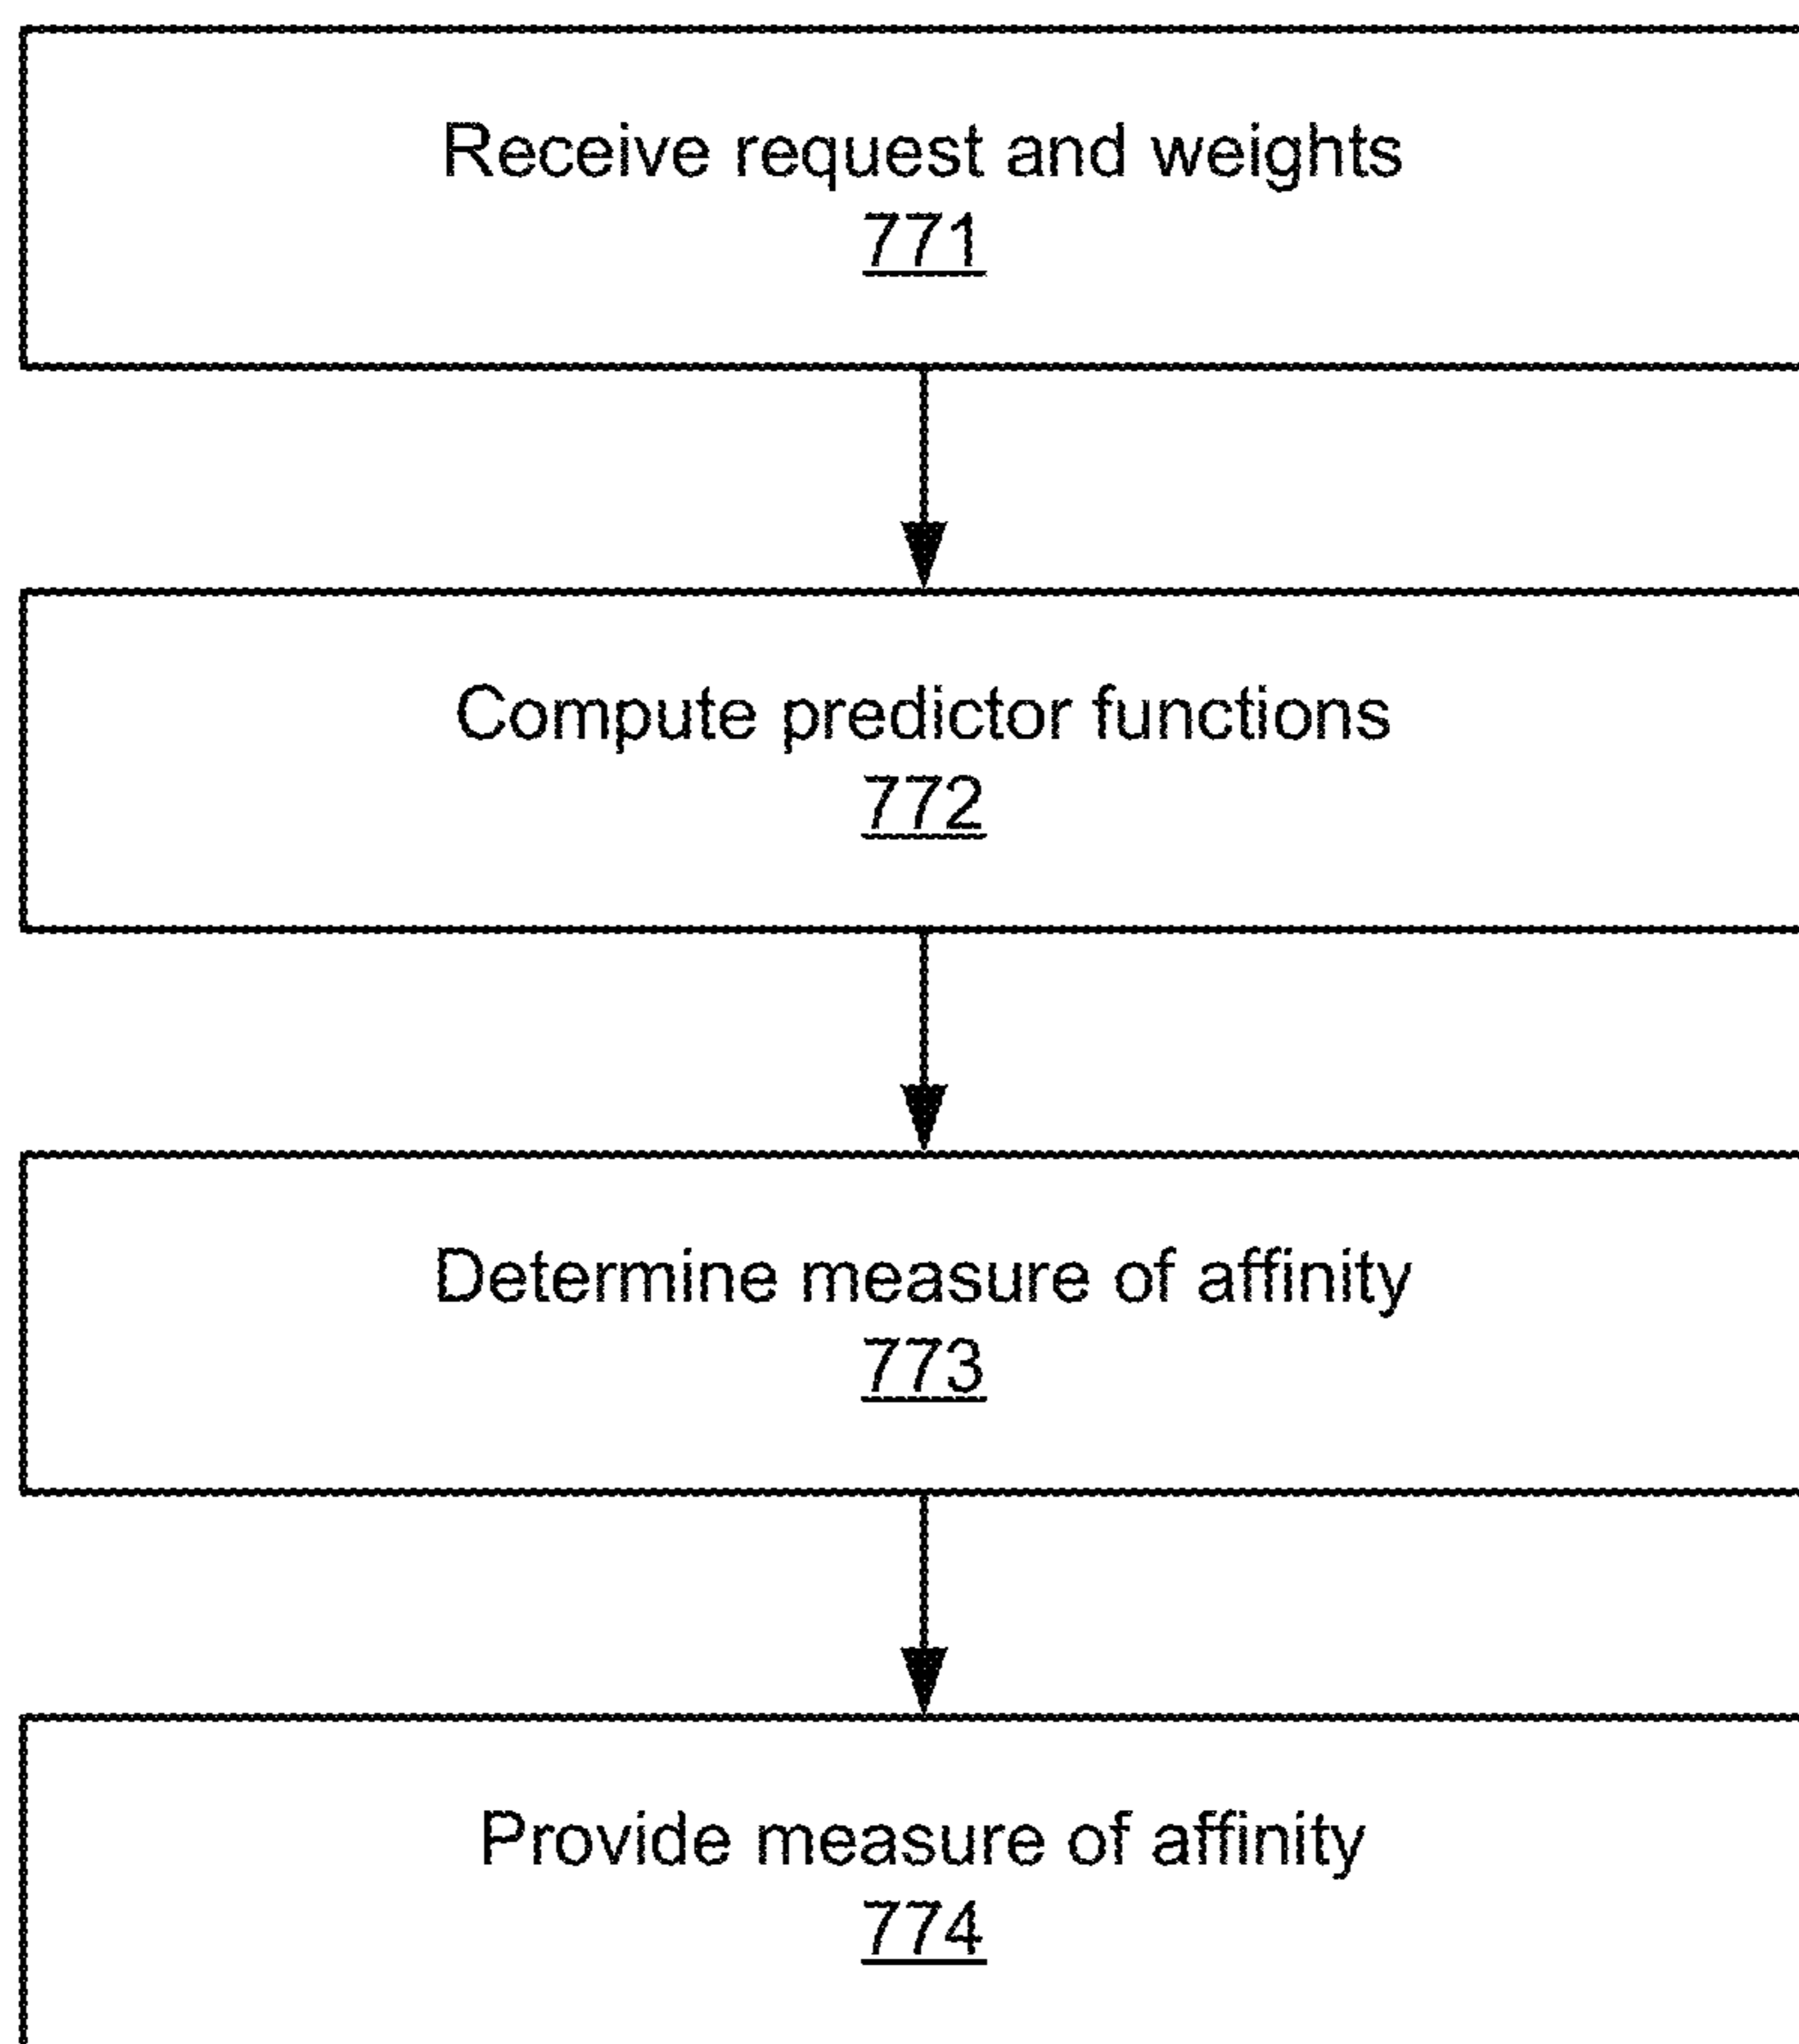 Receive request and weights
771
Compute predictor functions
772
Determine measure of affinity
773
Provide measure of affinity
774